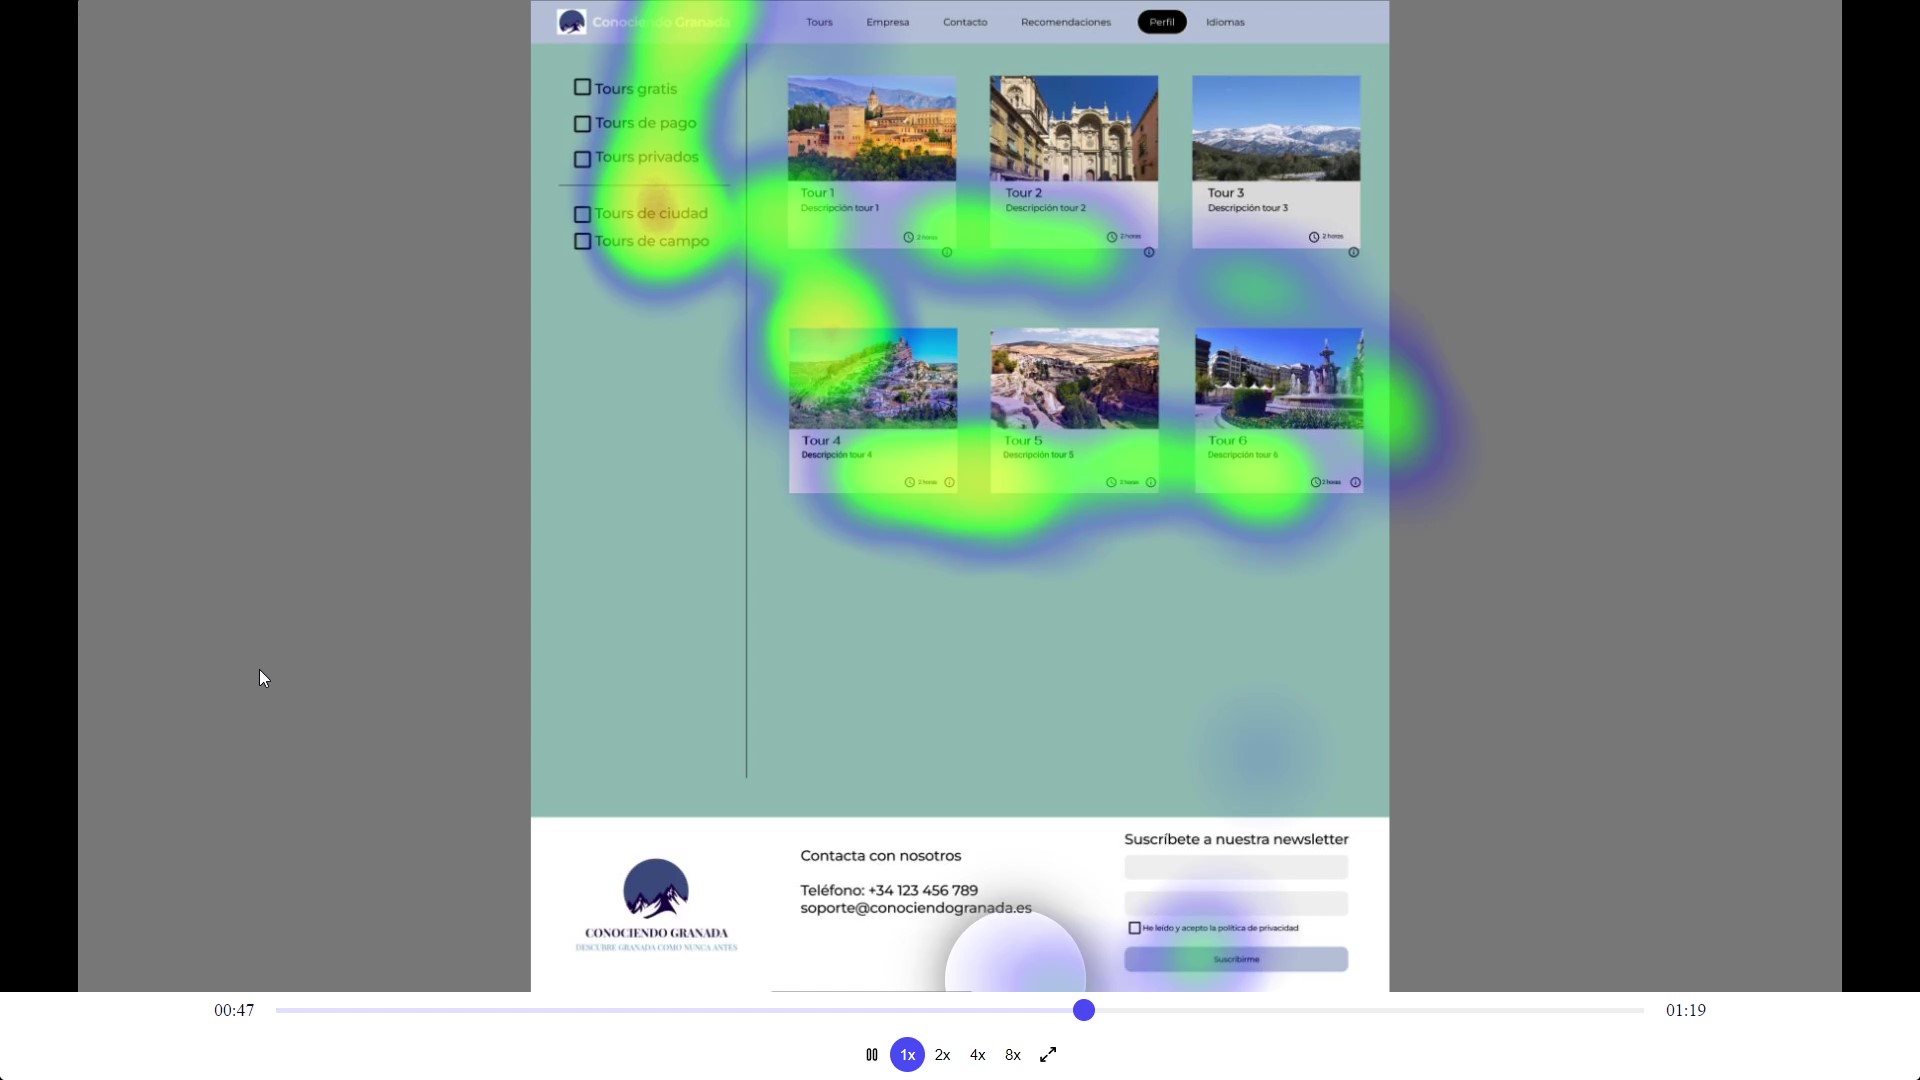 Conociendo Granada
Tours
Empresa
Contacto
Recomendaciones
Perfil
Idiomas
Tours gratis
Tours de pago
Tours privados
Tours de ciudad
Tours de campo
Tour 1
Descripción tour 1
2 horas
Tour 2
Descripción tour 2
2 horas
Tour 3
Descripción tour 3
2 horas
Tour 4
Descripción tour 4
2 horas
Tour 5
Descripción tour 5
2 horas
Tour 6
Descripción tour 6
2 horas
CONOCIENDO GRANADA
DESCUBRE GRANADA COMO NUNCA ANTES
Contacta con nosotros
Teléfono: +34 123 456 789
soporte@conociendogranada.es
Suscríbete a nuestra newsletter
He leído y acepto la política de privacidad
Suscribirme
00:47
01:19
1x
2x
4x
8x